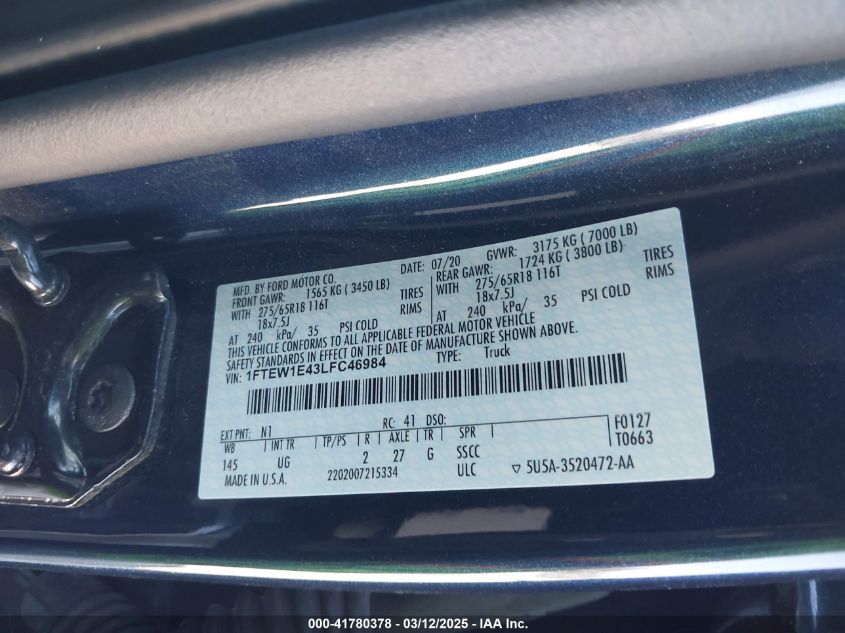 MFD. BY FORD MOTOR CO. DATE: 07/20 GVWR: 3175 KG ( 7000 LB)
FRONT GAWR: 1565 KG ( 3450 LB) REAR GAWR: 1724 KG ( 3800 LB)
WITH 275/65R18 116T TIRES 275/65R18 116T TIRES
18x7.5J RIMS WITH 18x7.5J RIMS
AT 240 kPa/ 35 PSI COLD AT 240 kPa/ 35 PSI COLD
THIS VEHICLE CONFORMS TO ALL APPLICABLE FEDERAL MOTOR VEHICLE
SAFETY STANDARDS IN EFFECT ON THE DATE OF MANUFACTURE SHOWN ABOVE.
VIN: 1FTEW1E43LFC46984 TYPE: Truck
EXT PNT: N1 RC: 41 DSO: F0127
WB INT TR TP/PS R AXLE TR SPR T0663
145 UG 2 27 G SSCC
MADE IN U.S.A. 2202007215334 ULC ▽ 5U5A-3520472-AA
000-41780378 - 03/12/2025 - IAAI.COM